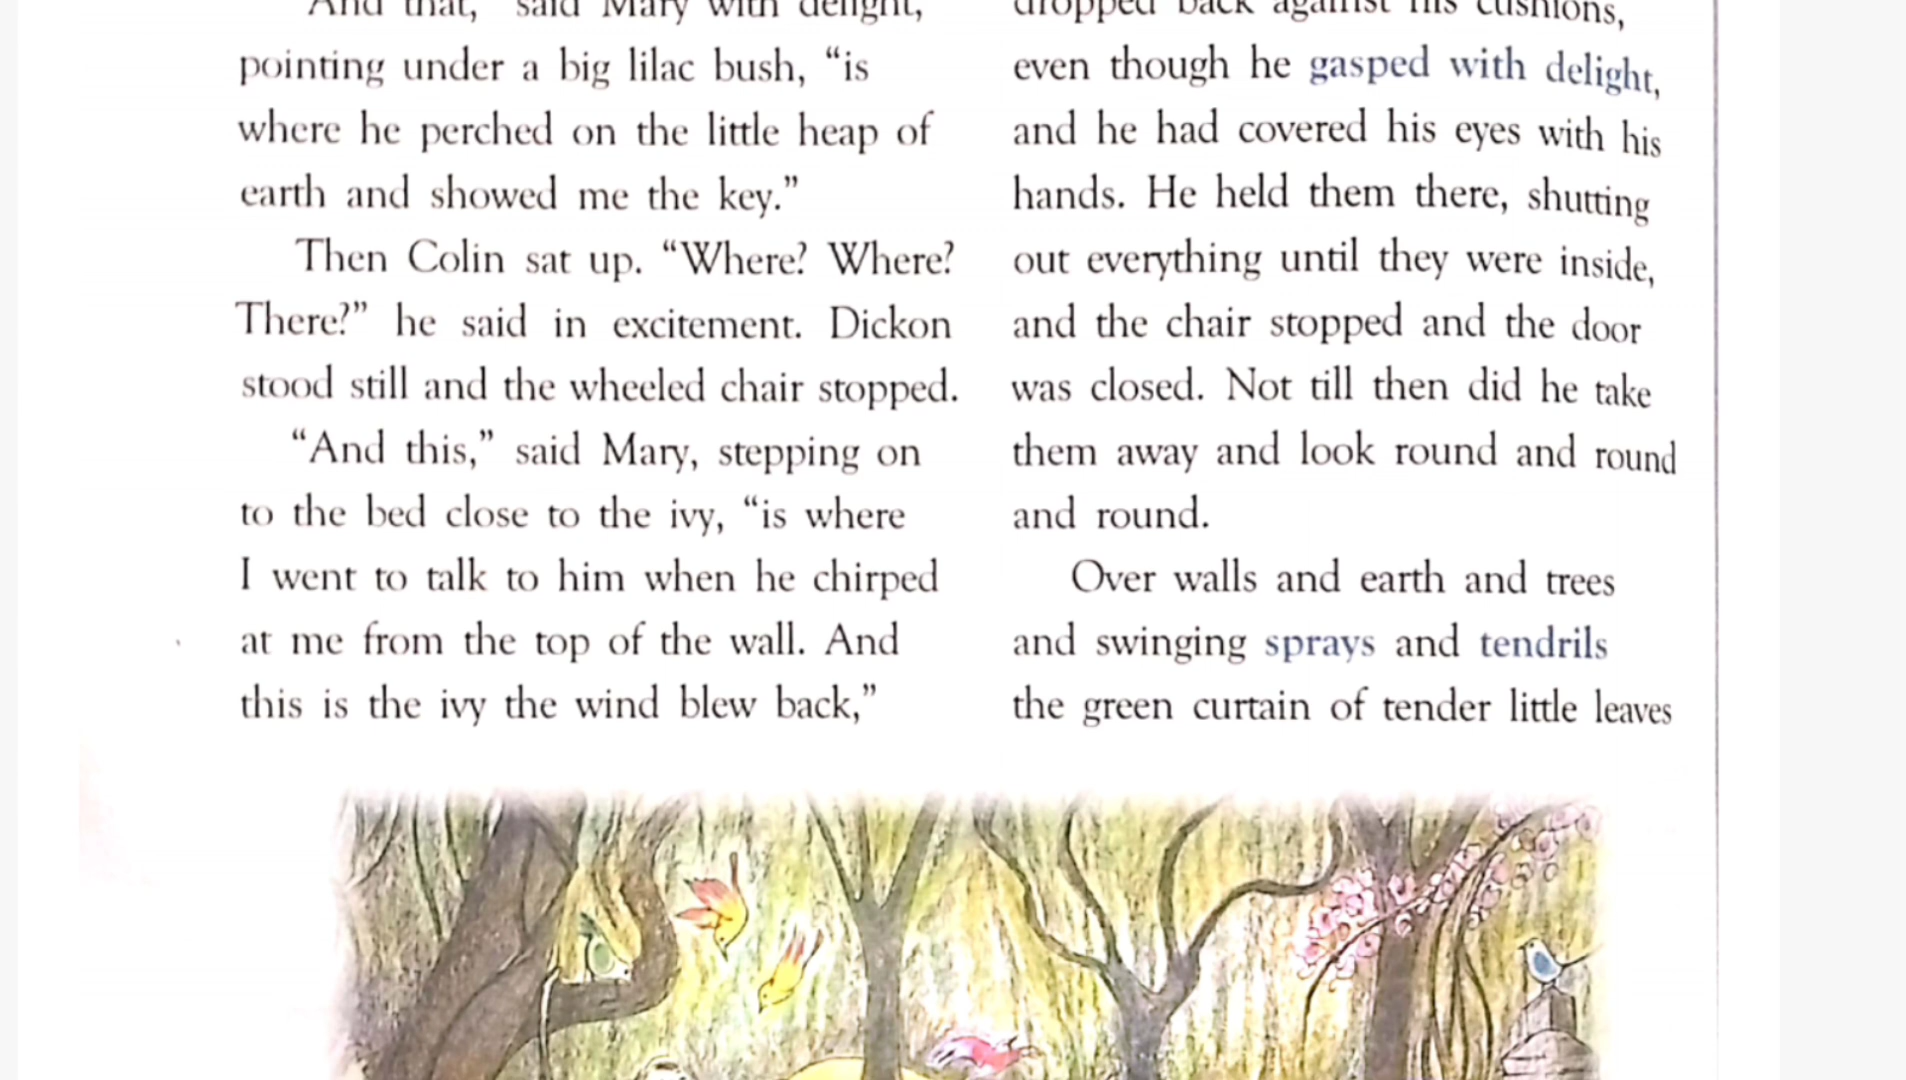 "And that," said Mary with delight,
pointing under a big lilac bush, “is
where he perched on the little heap of
earth and showed me the key.”
Then Colin sat up. “Where? Where?
There?” he said in excitement. Dickon
stood still and the wheeled chair stopped.
“And this,” said Mary, stepping on
to the bed close to the ivy, “is where
I went to talk to him when he chirped
at me from the top of the wall. And
this is the ivy the wind blew back,”
dropped back against his cushions,
even though he gasped with delight,
and he had covered his eyes with his
hands. He held them there, shutting
out everything until they were inside,
and the chair stopped and the door
was closed. Not till then did he take
them away and look round and round
and round.
Over walls and earth and trees
and swinging sprays and tendrils
the green curtain of tender little leaves